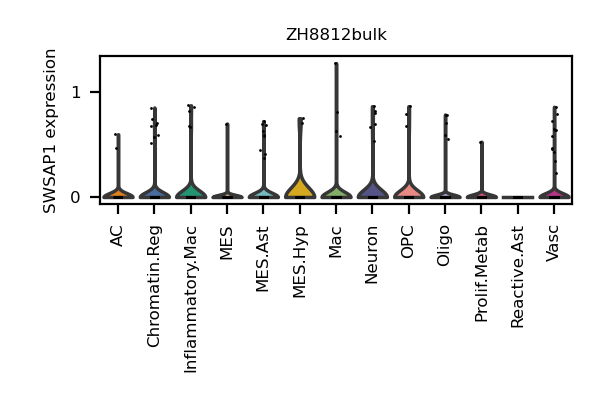 ZH8812bulk
SWSAP1 expression
1
0
AC
Chromatin.Reg
Inflammatory.Mac
MES
MES.Ast
MES.Hyp
Mac
Neuron
OPC
Oligo
Prolif.Metab
Reactive.Ast
Vasc